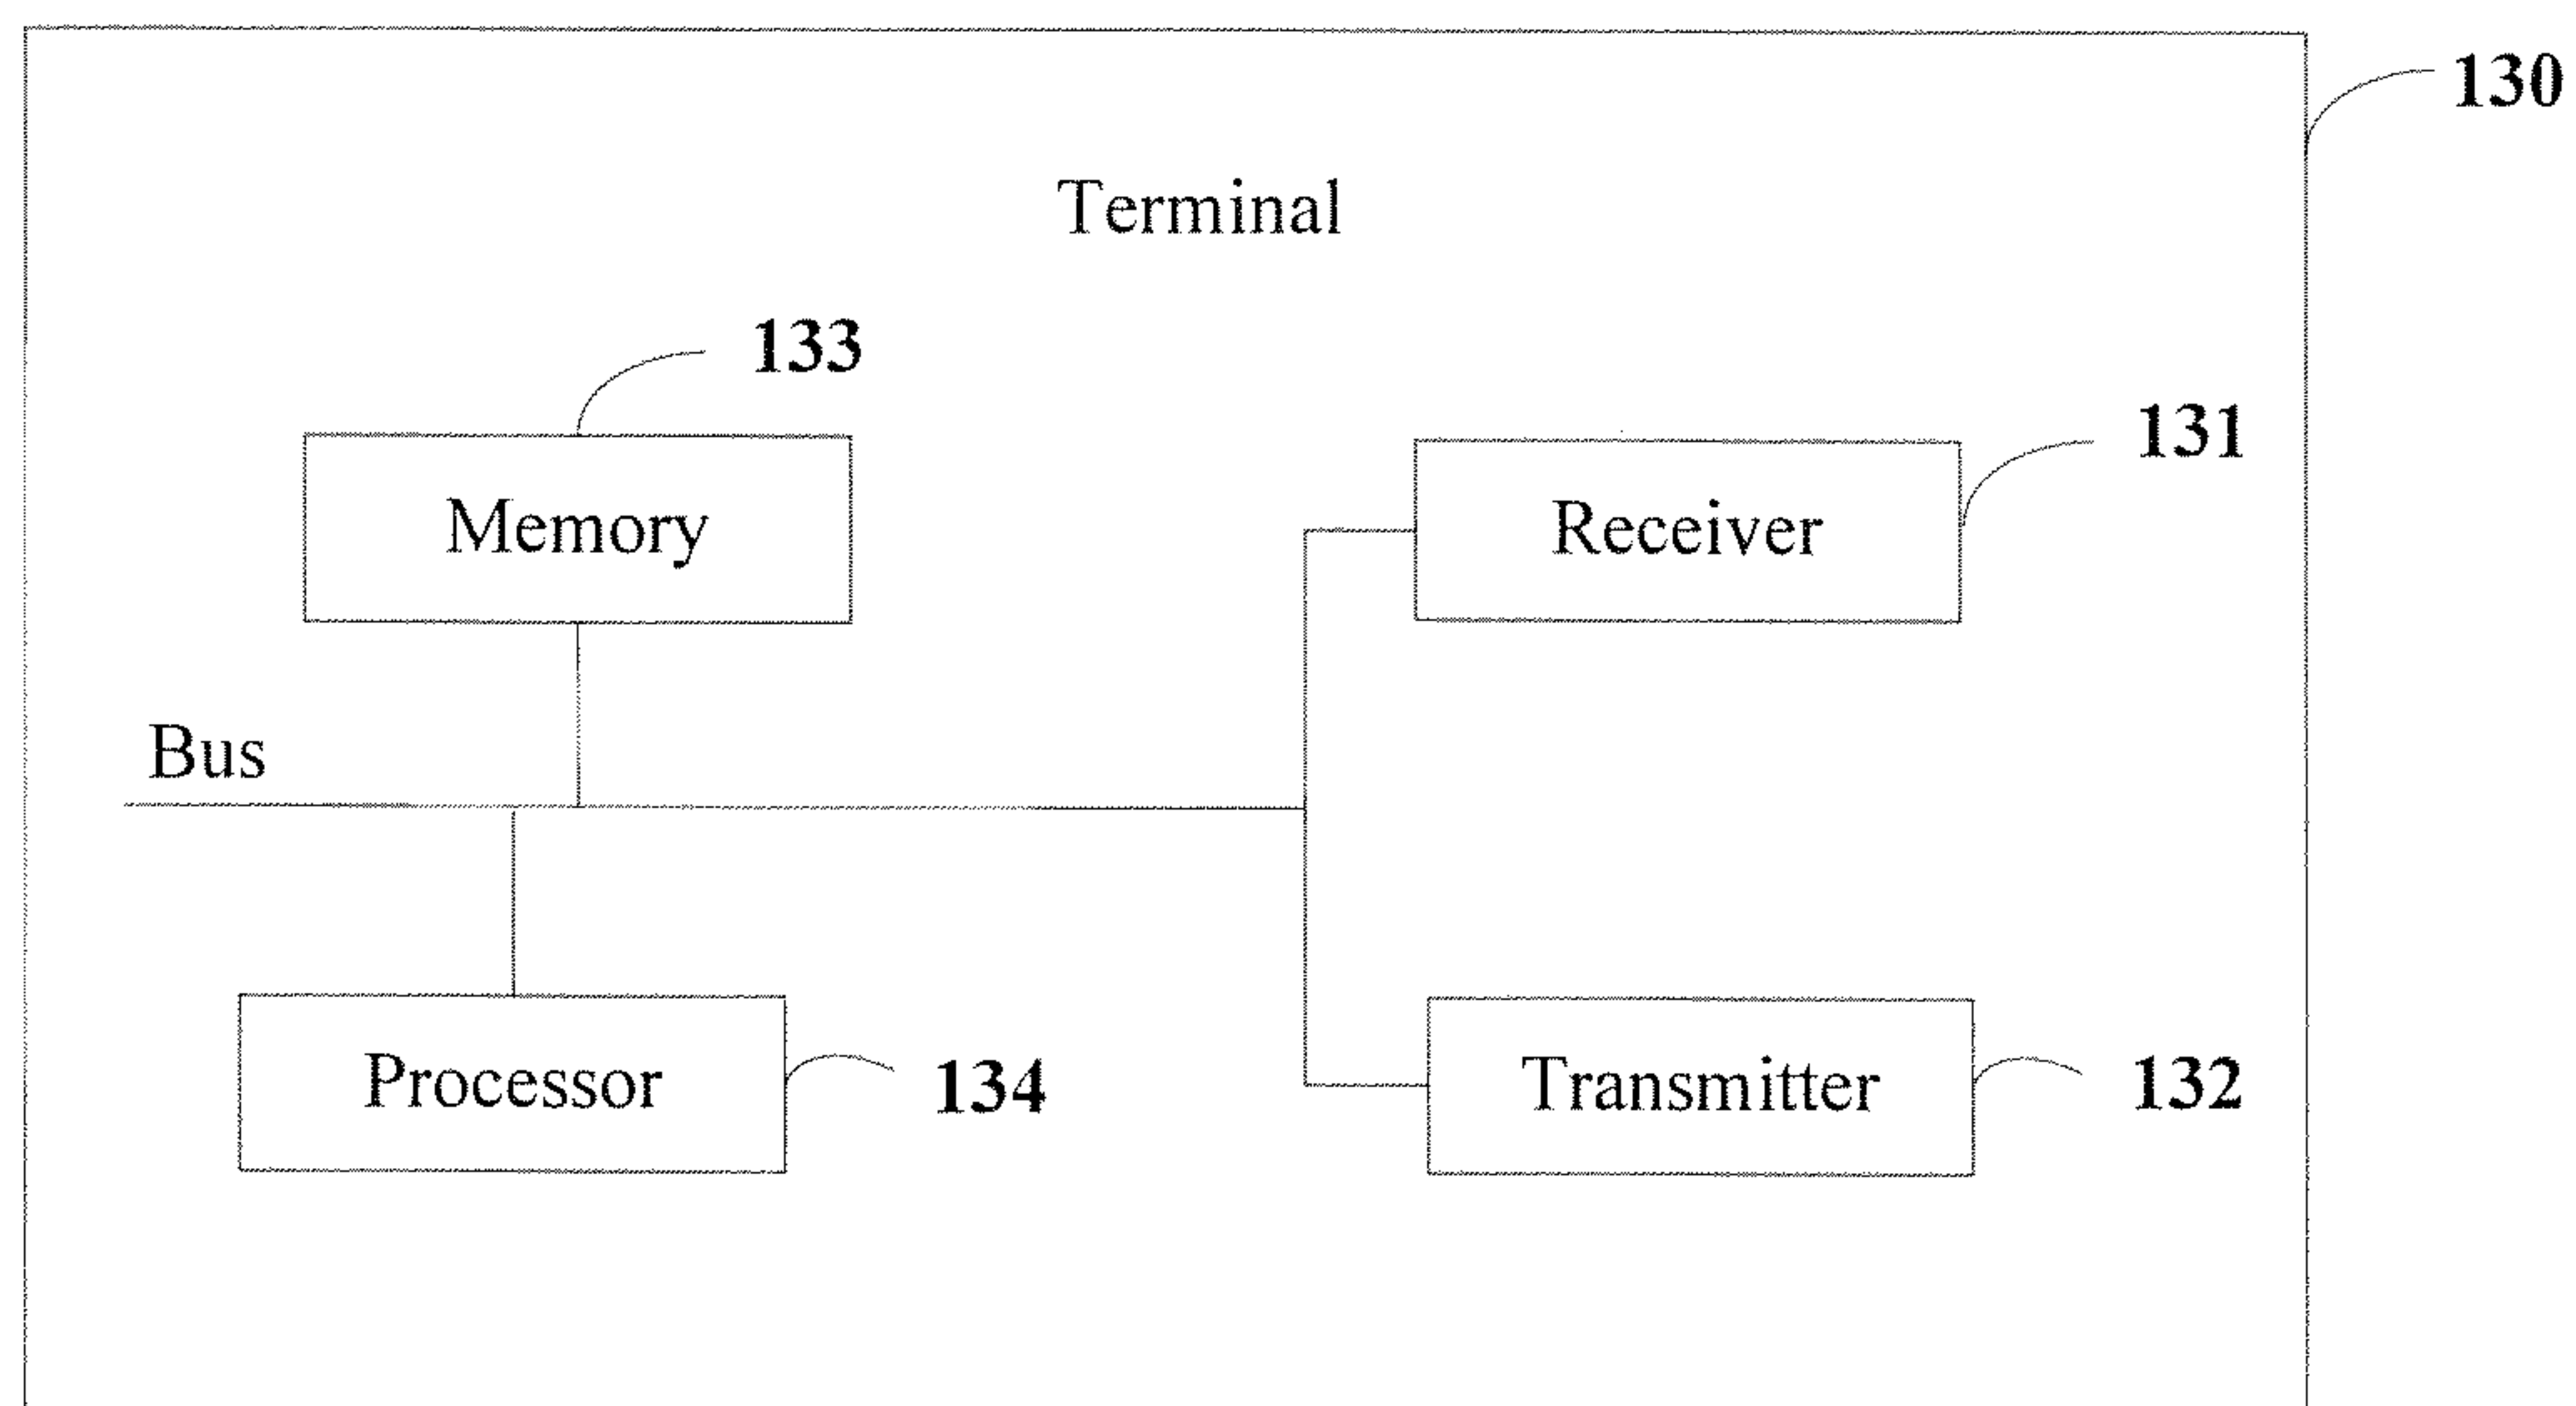 130
Terminal
133
131
Memory
Receiver
Bus
Processor
134
Transmitter
132